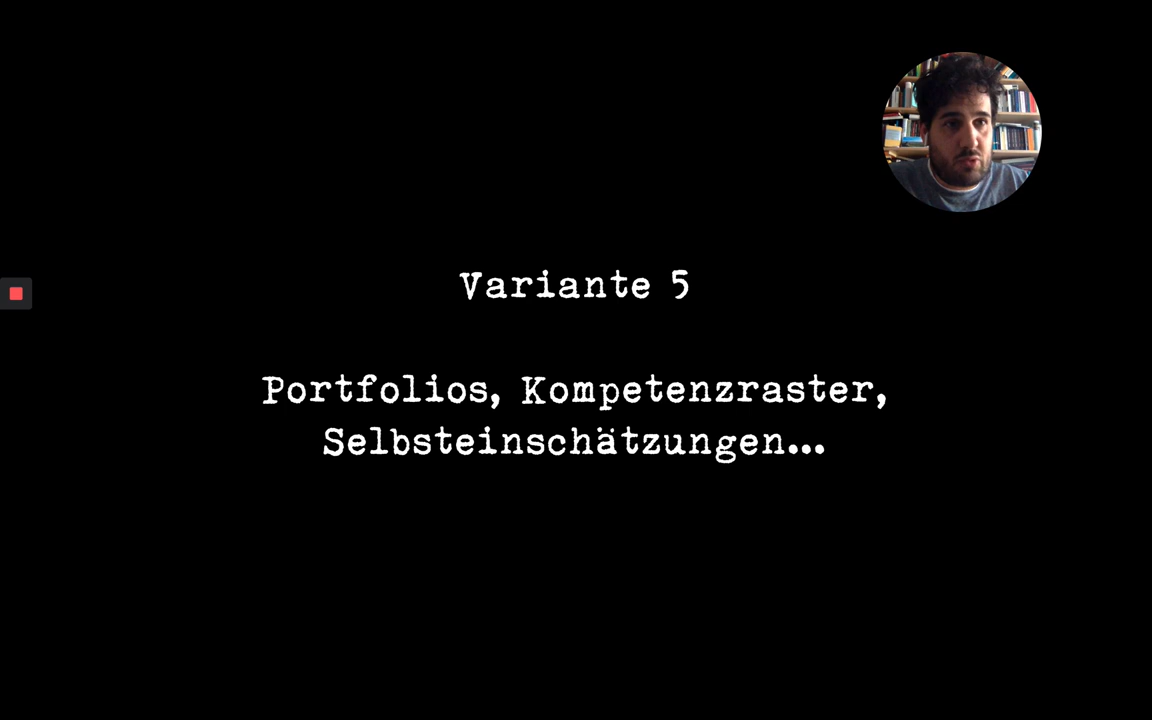 Variante 5
Portfolios, Kompetenzraster,
Selbsteinschätzungen...